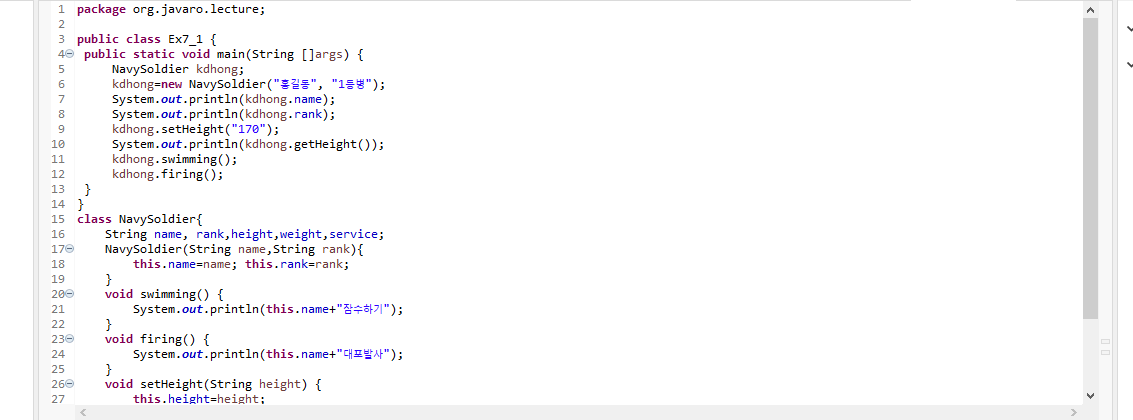 1 package org.javaro.lecture;
2
3 public class Ex7_1 {
4 public static void main(String []args) {
5 NavySoldier kdhong;
6 kdhong=new NavySoldier("홍길동", "1등병");
7 System.out.println(kdhong.name);
8 System.out.println(kdhong.rank);
9 kdhong.setHeight("170");
10 System.out.println(kdhong.getHeight());
11 kdhong.swimming();
12 kdhong.firing();
13 }
14 }
15 class NavySoldier{
16 String name, rank,height,weight,service;
17 NavySoldier(String name,String rank){
18 this.name=name; this.rank=rank;
19 }
20 void swimming() {
21 System.out.println(this.name+"잠수하기");
22 }
23 void firing() {
24 System.out.println(this.name+"대포발사");
25 }
26 void setHeight(String height) {
27 this.height=height;